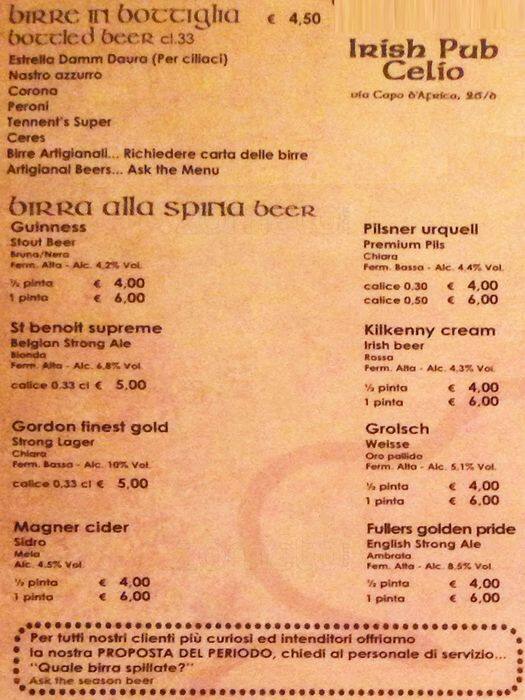 BIRRE IN BOTTIGLIA € 4,50
BOTTLED BEER cl.33
Estrella Damm Daura (Per ciliaci)
Nastro azzurro
Corona
Peroni
Tennent's Super
Ceres
Birre Artigianali... Richiedere carta delle birre
Artigianal Beers... Ask the Menu
Irish Pub
Celio
via Capo d'Africa, 26/d
BIRRA ALLA SPINA BEER
Guinness
Stout Beer
Bruna/Nera
Ferm. Alta - Alc. 4,2% Vol.
½ pinta € 4,00
1 pinta € 6,00
St benoit supreme
Belgian Strong Ale
Bionda
Ferm. Alta - Alc. 6,8% Vol.
calice 0.33 cl € 5,00
Gordon finest gold
Strong Lager
Chiara
Ferm. Bassa - Alc. 10% Vol.
calice 0.33 cl € 5,00
Magner cider
Sidro
Mela
Alc. 4.5% Vol.
½ pinta € 4,00
1 pinta € 6,00
Pilsner urquell
Premium Pils
Chiara
Ferm. Bassa - Alc. 4,4% Vol.
calice 0.30 € 4,00
calice 0,50 € 6,00
Kilkenny cream
Irish beer
Rossa
Ferm. Alta - Alc. 4,3% Vol.
½ pinta € 4,00
1 pinta € 6,00
Grolsch
Weisse
Oro pallido
Ferm. Alta - Alc. 5,1% Vol.
½ pinta € 4,00
1 pinta € 6,00
Fullers golden pride
English Strong Ale
Ambrata
Fem. Alta - Alc. 8.5% Vol.
½ pinta € 4,00
1 pinta € 6,00
Per tutti nostri clienti più curiosi ed intenditori offriamo
la nostra PROPOSTA DEL PERIODO, chiedi al personale di servizio...
"Quale birra spillate?"
Ask the season beer